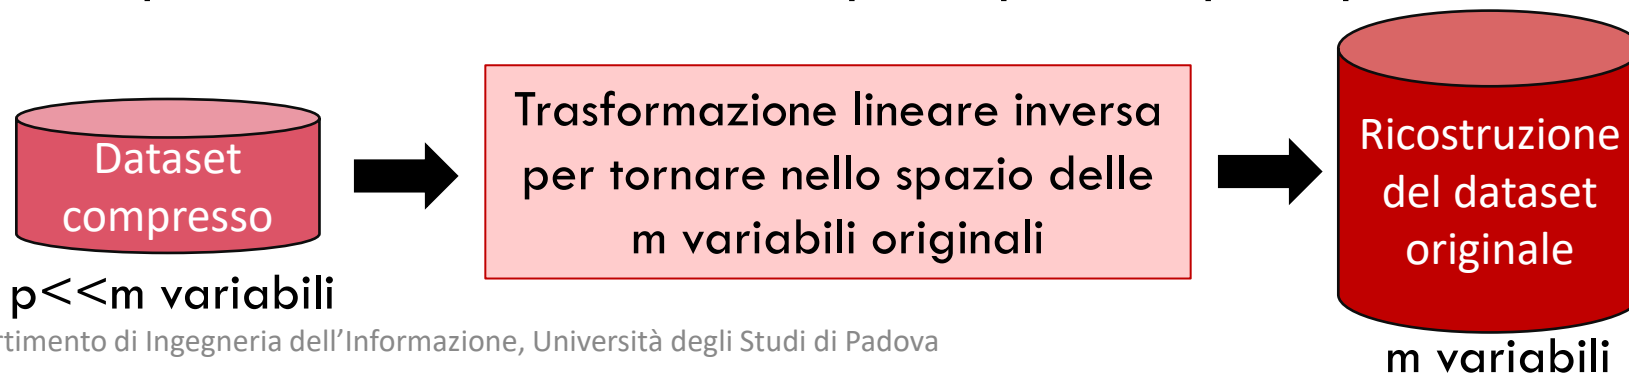 Dataset
compresso
p<<m variabili
Trasformazione lineare inversa
per tornare nello spazio delle
m variabili originali
Ricostruzione
del dataset
originale
m variabili
rtimento di Ingegneria dell'Informazione, Università degli Studi di Padova